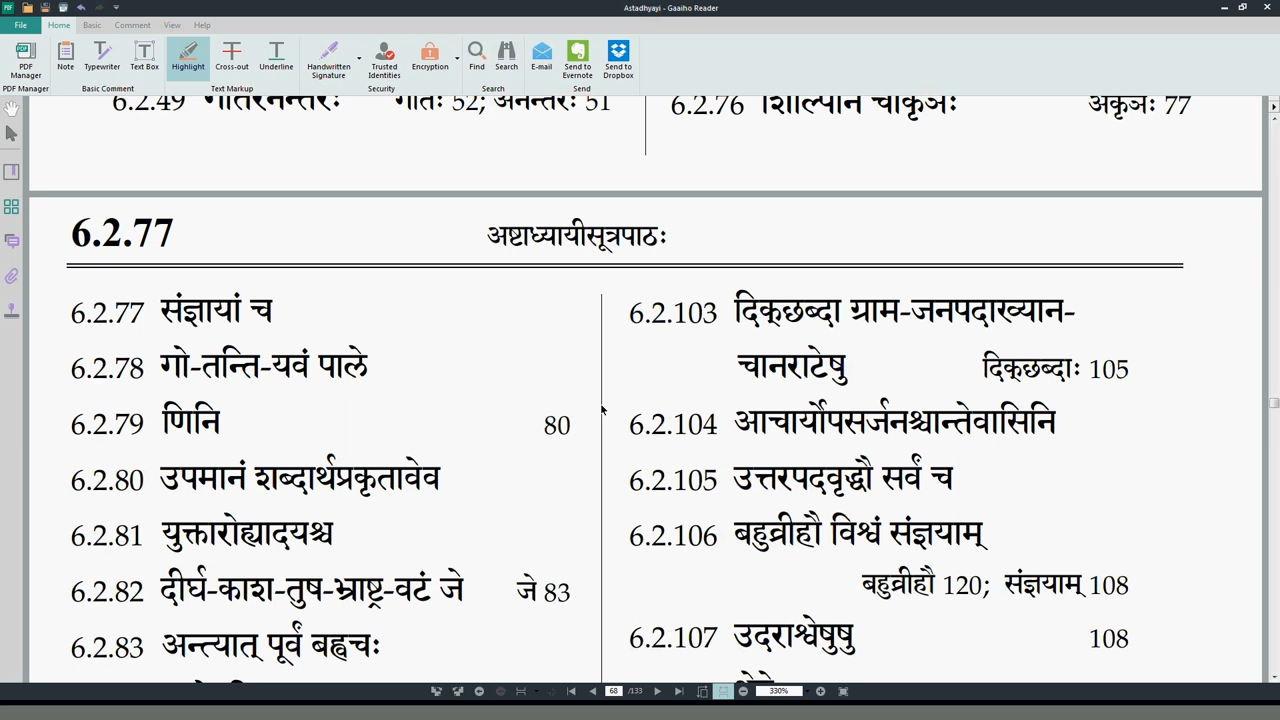 Astadhyayi - Gaaiho Reader
File Home Basic Comment View Help
PDF Manager Note Typewriter Text Box Highlight Cross-out Underline Handwritten Signature Trusted Identities Encryption Find Search E-mail Send to Evernote Send to Dropbox
PDF Manager Basic Comment Text Markup Security Search Send
6.2.49 गतिरनन्तरः गतिः 52; अनन्तरः 51
6.2.76 शिल्पिनि चाकृञः अकृञः 77
6.2.77 अष्टाध्यायीसूत्रपाठः
6.2.77 संज्ञायां च
6.2.78 गो-तन्ति-यवं पाले
6.2.79 णिनि 80
6.2.80 उपमानं शब्दार्थप्रकृतावेव
6.2.81 युक्तारोह्यादयश्च
6.2.82 दीर्घ-काश-तुष-भ्राष्ट्र-वटं जे जे 83
6.2.83 अन्त्यात् पूर्वं बह्वचः
6.2.103 दिक्‌छब्दा ग्राम-जनपदाख्यान-
चानराटेषु दिक्‌छब्दाः 105
6.2.104 आचार्योपसर्जनश्चान्तेवासिनि
6.2.105 उत्तरपदवृद्धौ सर्वं च
6.2.106 बहुव्रीहौ विश्वं संज्ञयाम्
बहुव्रीहौ 120; संज्ञयाम् 108
6.2.107 उदराश्वेषुषु 108
68 /133 330%